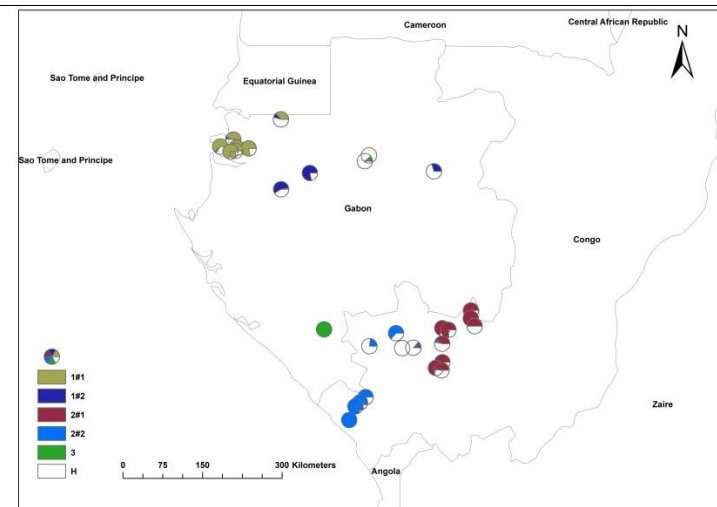 Cameroon
Central African Republic
N
Sao Tome and Principe
Equatorial Guinea
Sao Tome and Principe
Gabon
Congo
1#1
1#2
2#1
2#2
3
H
Zaire
0 75 150 300 Kilometers
Angola